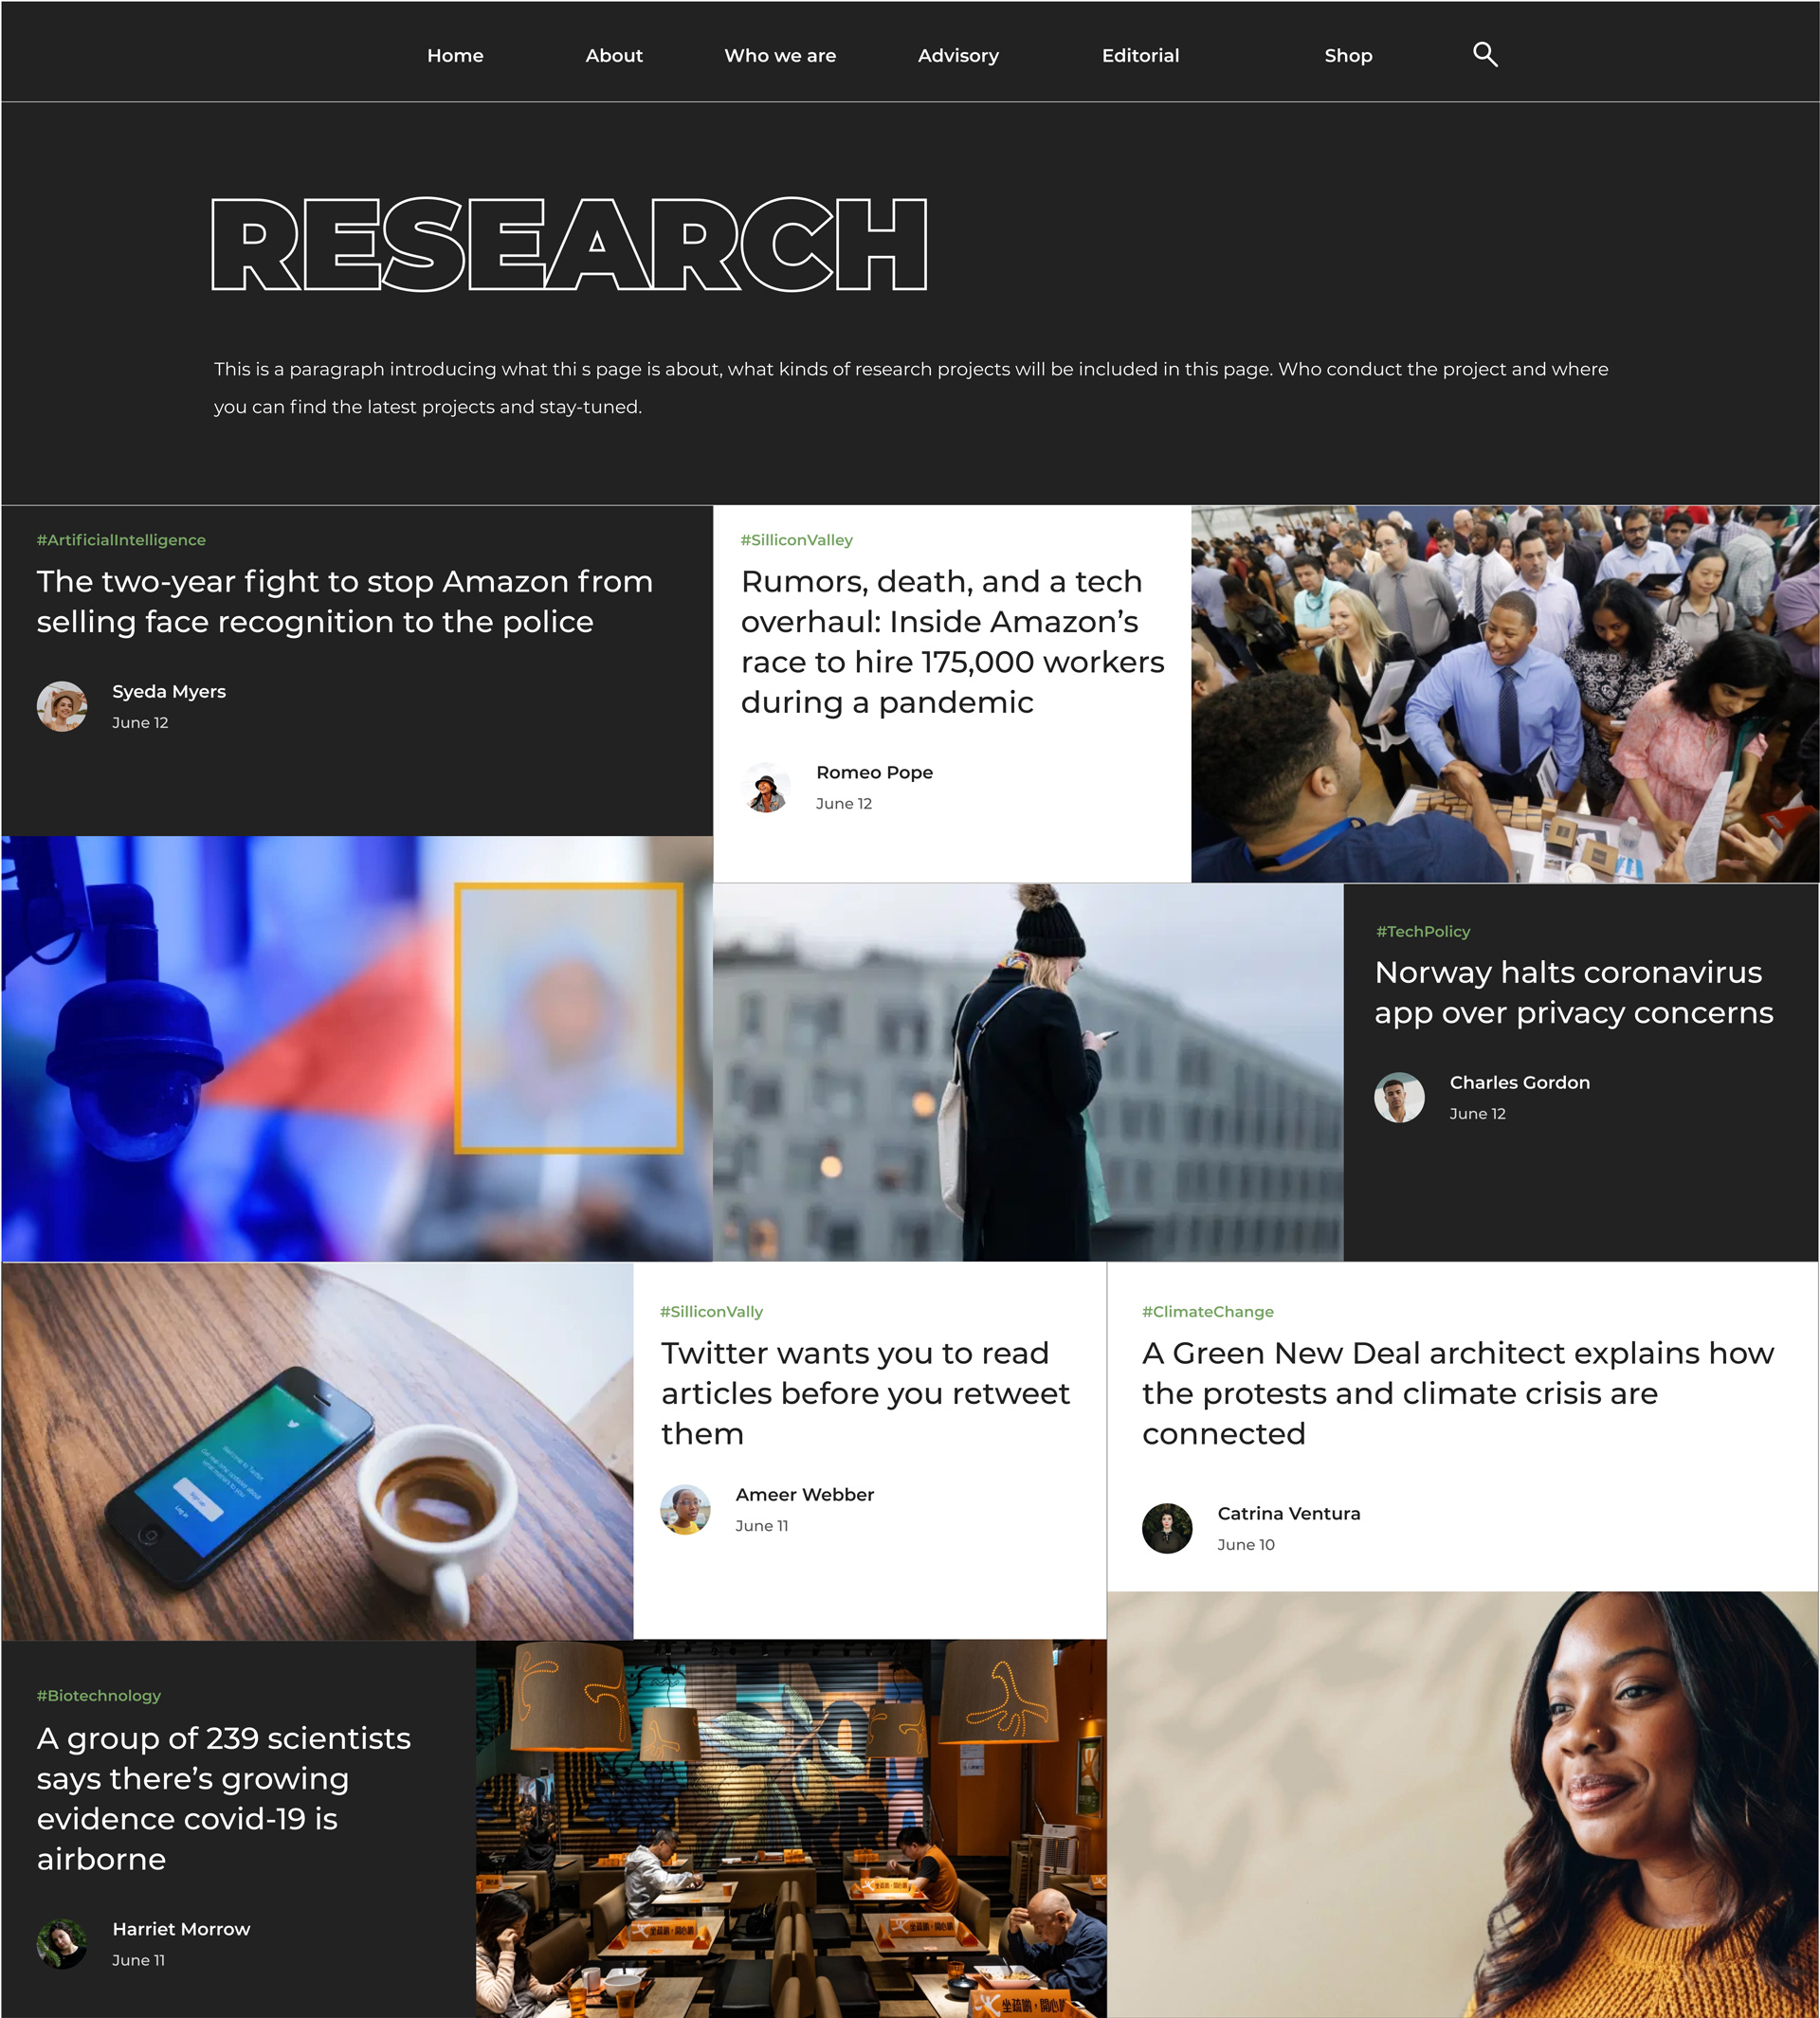 Home About Who we are Advisory Editorial Shop
RESEARCH
This is a paragraph introducing what thi s page is about, what kinds of research projects will be included in this page. Who conduct the project and where
you can find the latest projects and stay-tuned.
#ArtificialIntelligence
The two-year fight to stop Amazon from
selling face recognition to the police
Syeda Myers
June 12
#SilliconValley
Rumors, death, and a tech
overhaul: Inside Amazon’s
race to hire 175,000 workers
during a pandemic
Romeo Pope
June 12
#TechPolicy
Norway halts coronavirus
app over privacy concerns
Charles Gordon
June 12
Welcome to Twitter
Sign up
Log in
#SilliconVally
Twitter wants you to read
articles before you retweet
them
Ameer Webber
June 11
#ClimateChange
A Green New Deal architect explains how
the protests and climate crisis are
connected
Catrina Ventura
June 10
#Biotechnology
A group of 239 scientists
says there’s growing
evidence covid-19 is
airborne
Harriet Morrow
June 11